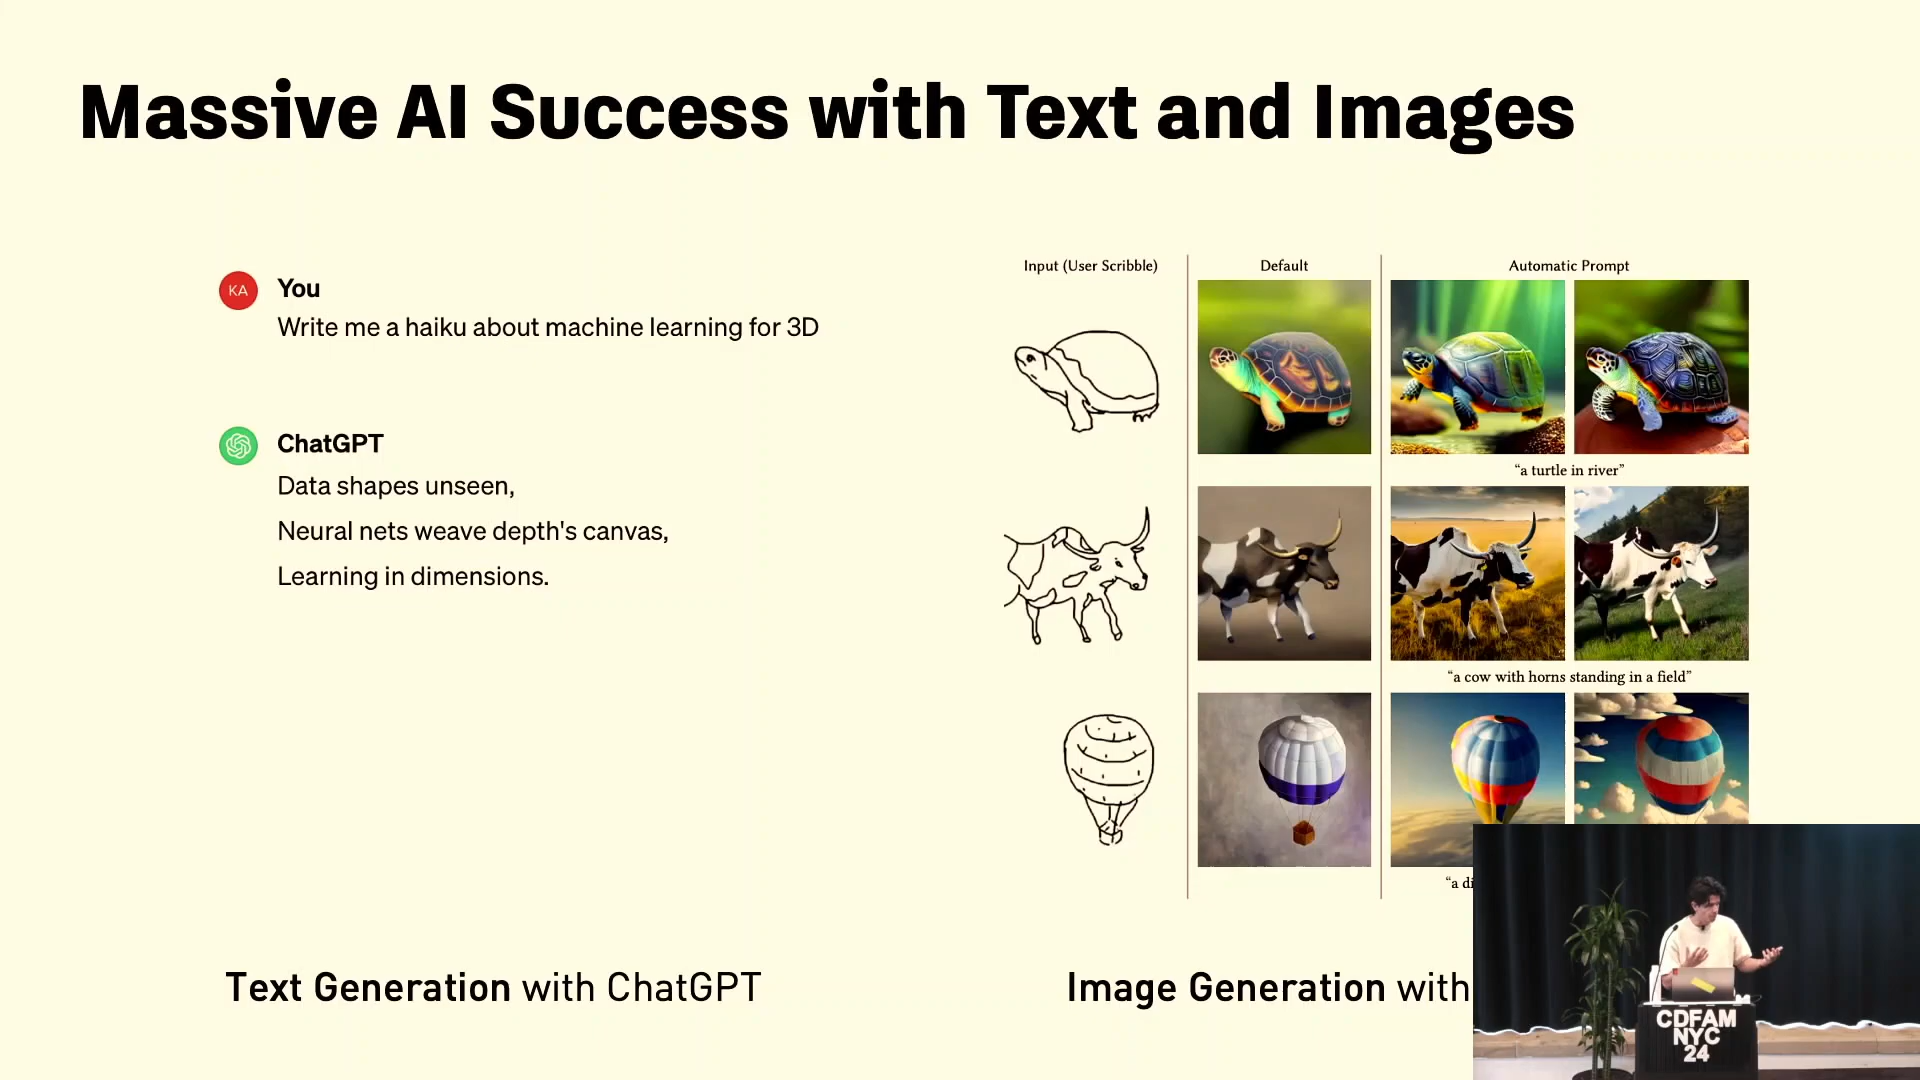 Massive AI Success with Text and Images
KA
You
Write me a haiku about machine learning for 3D
ChatGPT
Data shapes unseen,
Neural nets weave depth's canvas,
Learning in dimensions.
Text Generation with ChatGPT
Input (User Scribble)
Default
Automatic Prompt
“a turtle in river”
“a cow with horns standing in a field”
“a
Image Generation with
CDFAM
NYC
24